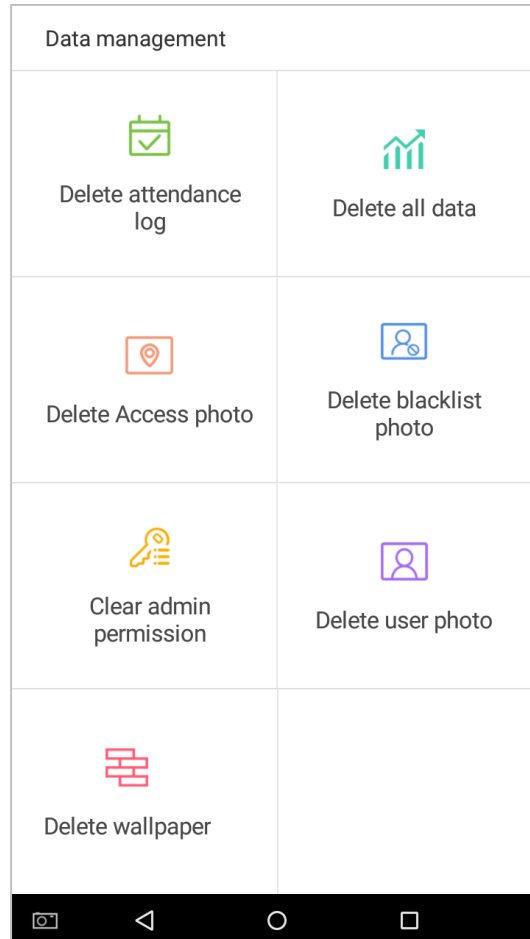 Data management
Delete attendance
log
Delete all data
Delete Access photo
Delete blacklist
photo
Clear admin
permission
Delete user photo
Delete wallpaper